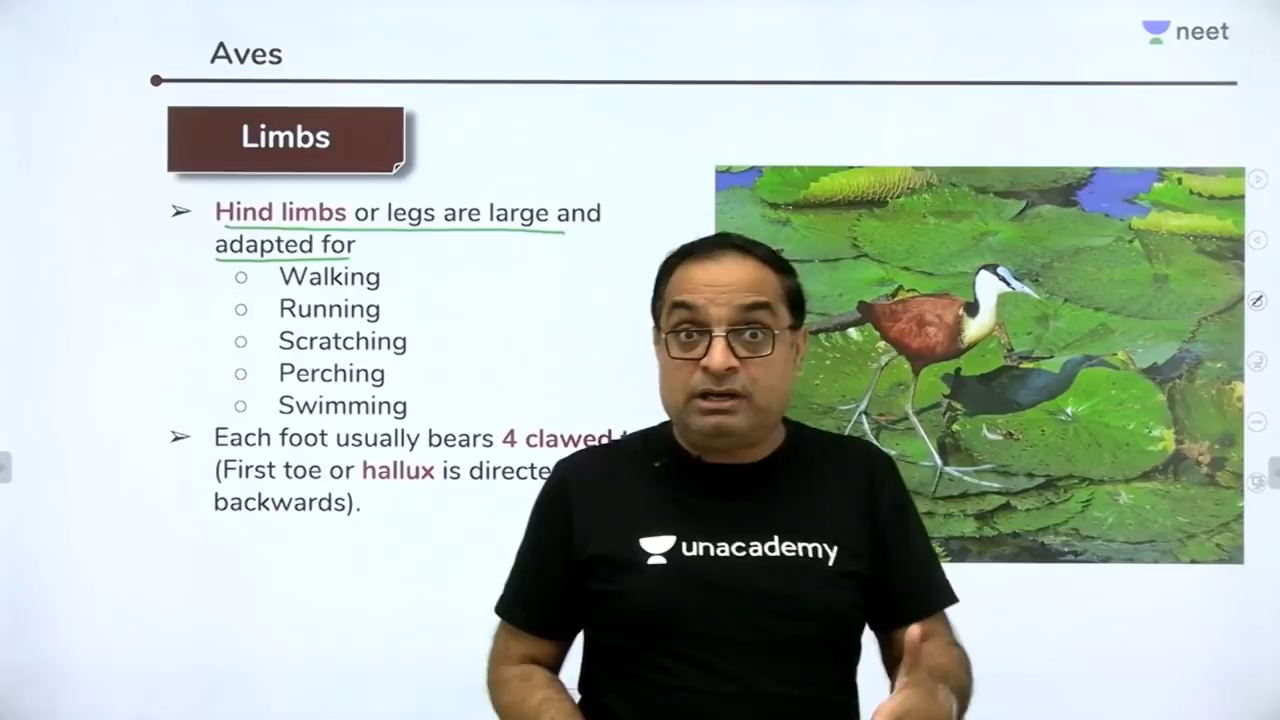 Aves
neet
Limbs
➢ Hind limbs or legs are large and
adapted for
○ Walking
○ Running
○ Scratching
○ Perching
○ Swimming
➢ Each foot usually bears 4 clawed
(First toe or hallux is directe
backwards).
unacademy